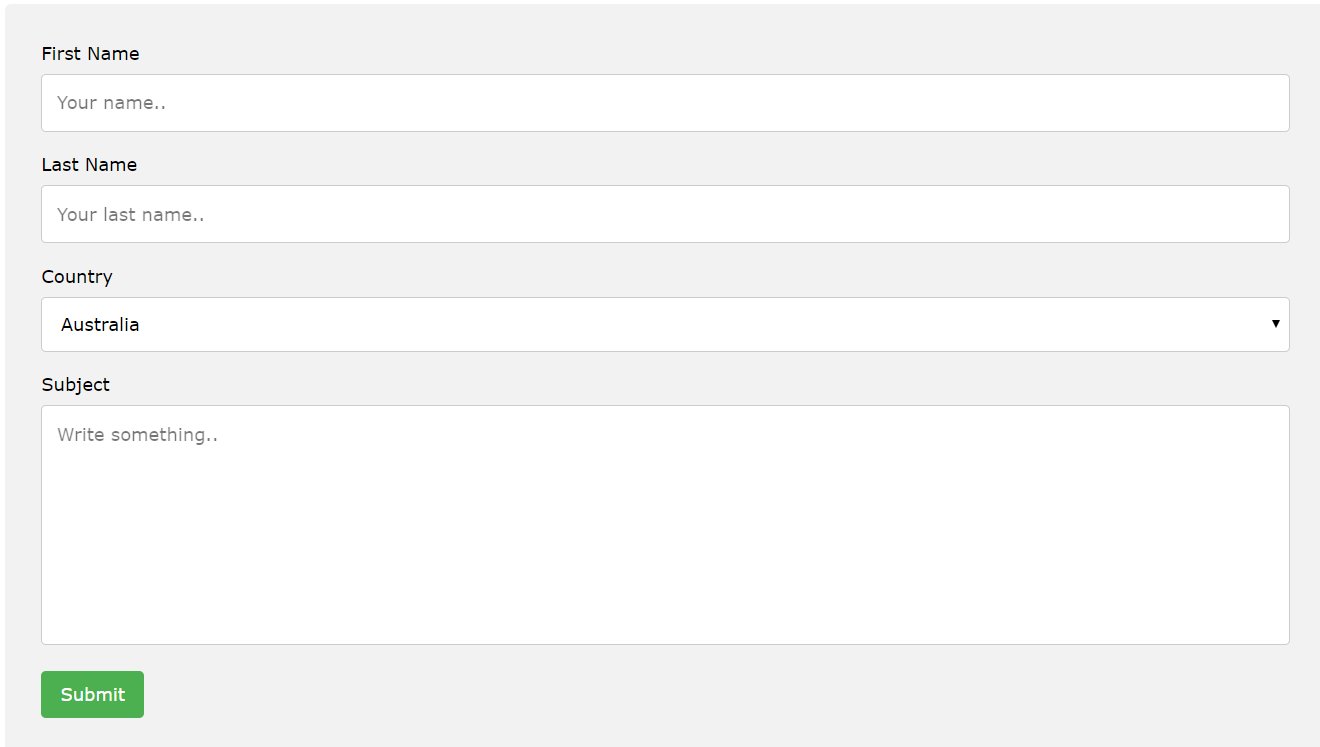 First Name
Your name..
Last Name
Your last name..
Country
Australia
Subject
Write something..
Submit